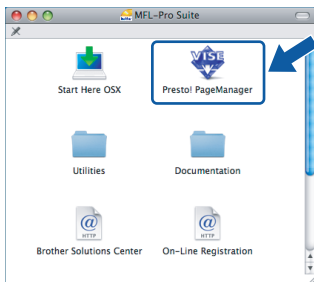 MFL-Pro Suite
Start Here OSX
VISE
Presto! PageManager
Utilities
Documentation
@
HTTP
Brother Solutions Center
@
HTTP
On-Line Registration